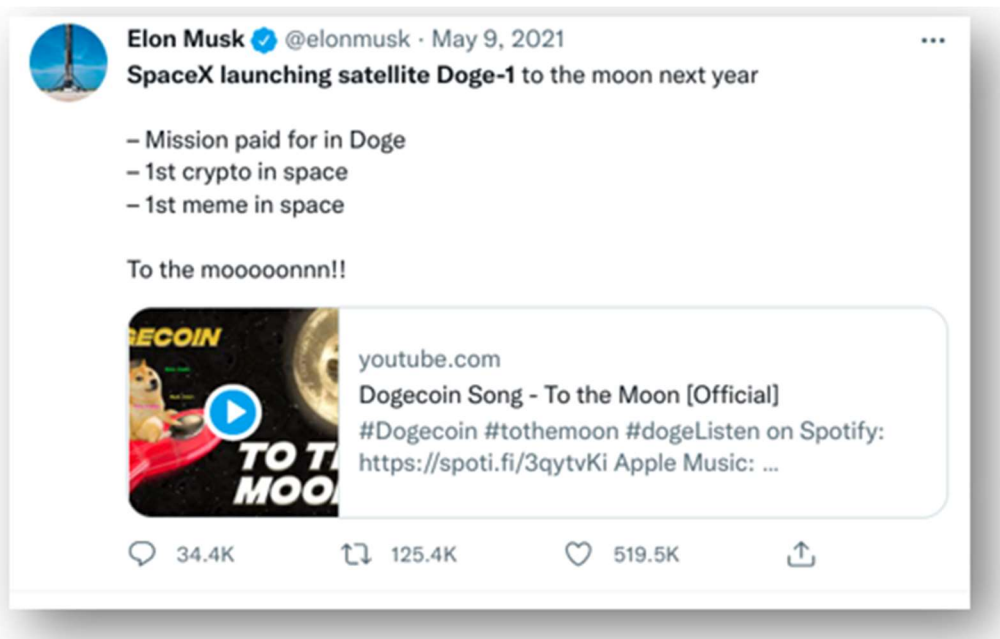 Elon Musk @elonmusk · May 9, 2021
SpaceX launching satellite Doge-1 to the moon next year
– Mission paid for in Doge
– 1st crypto in space
– 1st meme in space
To the mooooonnn!!
GECOIN
TO T
MOO
youtube.com
Dogecoin Song - To the Moon [Official]
#Dogecoin #tothemoon #dogeListen on Spotify:
https://spoti.fi/3qytvKi Apple Music: ...
34.4K 125.4K 519.5K